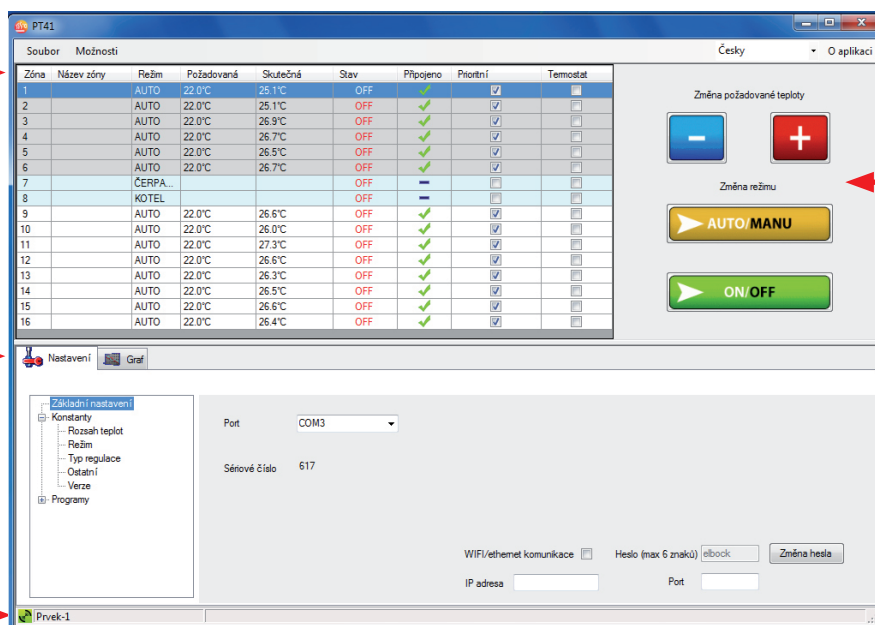 PT41
Soubor Možnosti Česky O aplikaci
Zóna Název zóny Režim Požadovaná Skutečná Stav Připojeno Prioritní Termostat
1 AUTO 22.0°C 25.1°C OFF
2 AUTO 22.0°C 25.1°C OFF
3 AUTO 22.0°C 26.9°C OFF
4 AUTO 22.0°C 26.7°C OFF
5 AUTO 22.0°C 26.5°C OFF
6 AUTO 22.0°C 26.7°C OFF
7 ČERPA... OFF
8 KOTEL OFF
9 AUTO 22.0°C 26.6°C OFF
10 AUTO 22.0°C 26.0°C OFF
11 AUTO 22.0°C 27.3°C OFF
12 AUTO 22.0°C 26.6°C OFF
13 AUTO 22.0°C 26.3°C OFF
14 AUTO 22.0°C 26.5°C OFF
15 AUTO 22.0°C 26.6°C OFF
16 AUTO 22.0°C 26.4°C OFF
Změna požadované teploty
- +
Změna režimu
AUTO/MANU
ON/OFF
Nastavení Graf
Základní nastavení
Konstanty
Rozsah teplot
Režim
Typ regulace
Ostatní
Verze
Programy
Port COM3
Sériové číslo 617
WIFI/ethernet komunikace Heslo (max 6 znaků) elbock Změna hesla
IP adresa Port
Prvek-1